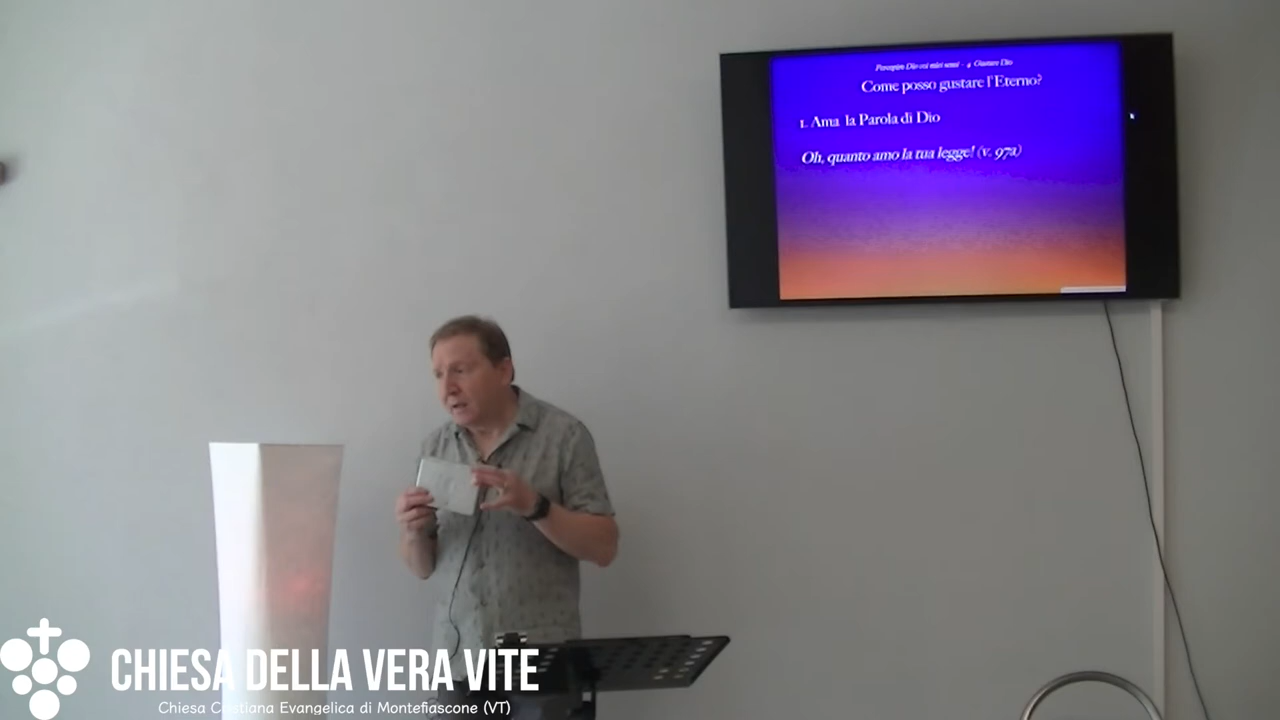 Percepire Dio coi miei sensi - 4 Gustare Dio
Come posso gustare l'Eterno?
1. Ama la Parola di Dio
Oh, quanto amo la tua legge! (v. 97a)
CHIESA DELLA VERA VITE
Chiesa Cristiana Evangelica di Montefiascone (VT)